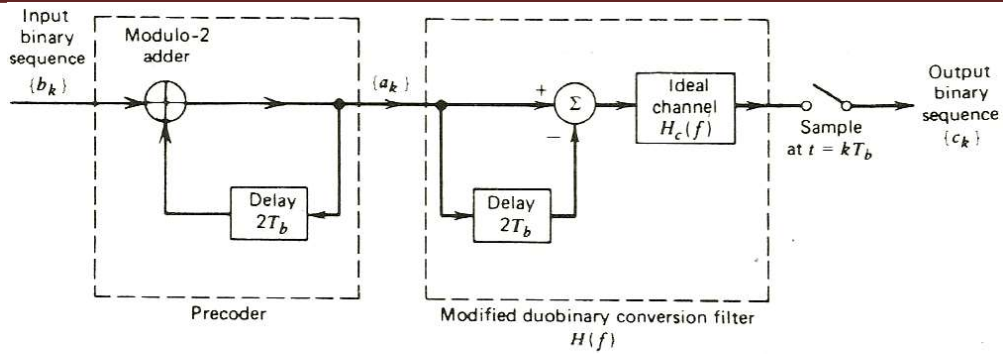 Input
binary
sequence
{b_k}
Modulo-2
adder
Delay
2T_b
Precoder
{a_k}
+
−
Σ
Delay
2T_b
Ideal
channel
H_c(f)
Modified duobinary conversion filter
H(f)
Sample
at t = kT_b
Output
binary
sequence
{c_k}